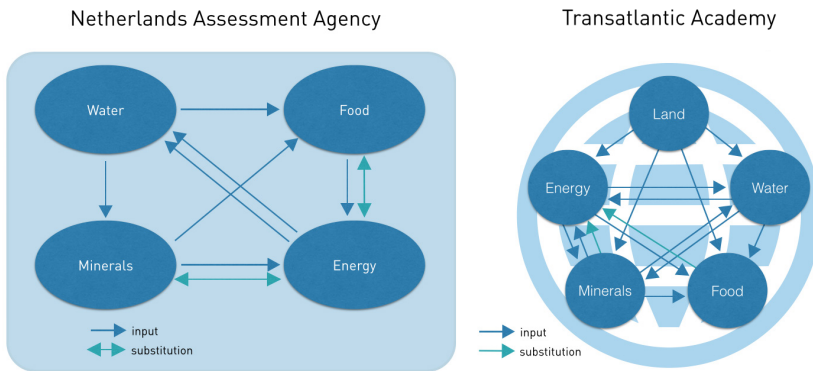 Netherlands Assessment Agency
Transatlantic Academy
Water
Food
Minerals
Energy
input
substitution
Land
Energy
Water
Minerals
Food
input
substitution